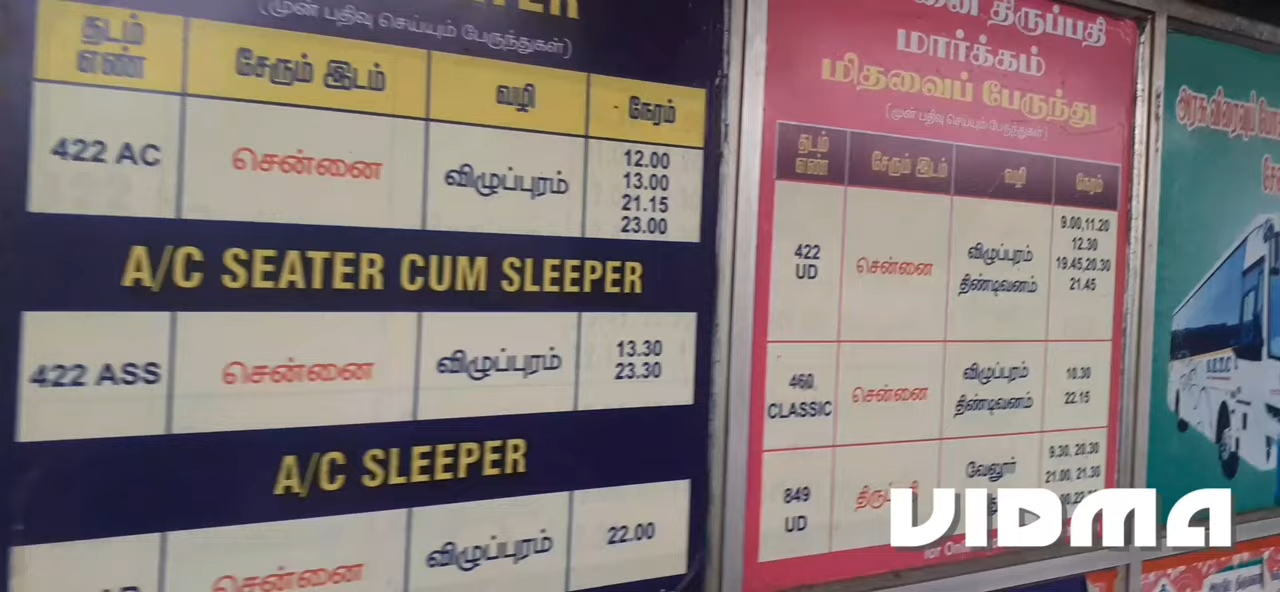 (முன் பதிவு செய்யும் பேருந்துகள்)
தடம் எண் சேரும் இடம் வழி நேரம்
422 AC சென்னை விழுப்புரம் 12.00
13.00
21.15
23.00
A/C SEATER CUM SLEEPER
422 ASS சென்னை விழுப்புரம் 13.30
23.30
A/C SLEEPER
சென்னை விழுப்புரம் 22.00
திருப்பதி
மார்க்கம்
மிதவைப் பேருந்து
(முன் பதிவு செய்யும் பேருந்துகள்)
தடம் எண் சேரும் இடம் வழி நேரம்
422 UD சென்னை விழுப்புரம் திண்டிவனம் 9.00,11.20
12.30
19.45,20.30
21.45
460 CLASSIC சென்னை விழுப்புரம் திண்டிவனம் 10.30
22.15
849 UD வேலூர் 9.30, 20.30
21.00, 21.30
அரசு விரைவுப்
S.E.T.C
VIDMA